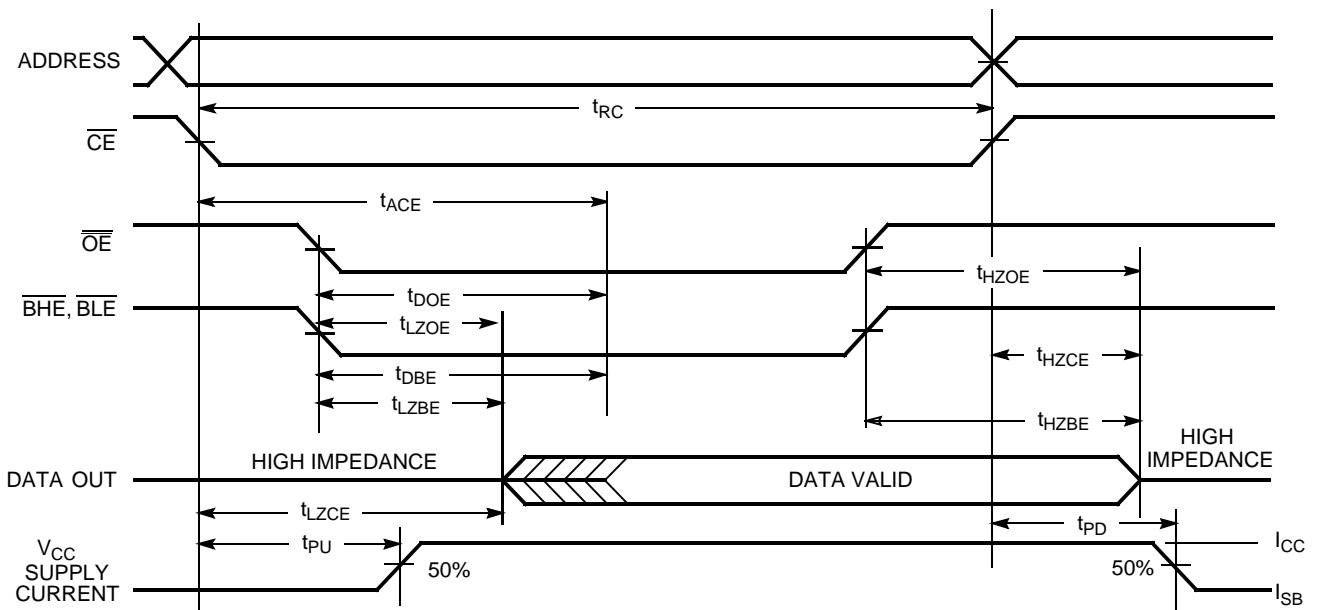 ADDRESS
tRC
CE
tACE
OE
tHZOE
tDOE
BHE, BLE
tLZOE
tHZCE
tDBE
tLZBE
tHZBE
HIGH IMPEDANCE
HIGH
IMPEDANCE
DATA OUT
DATA VALID
tLZCE
tPD
tPU
VCC
SUPPLY
CURRENT
50%
50%
ICC
ISB